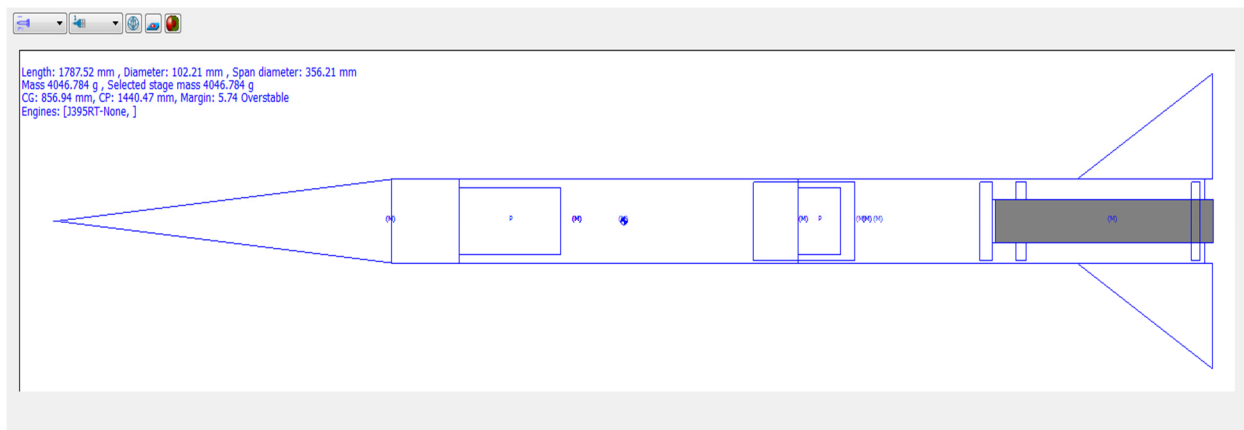 Length: 1787.52 mm , Diameter: 102.21 mm , Span diameter: 356.21 mm
Mass 4046.784 g , Selected stage mass 4046.784 g
CG: 856.94 mm, CP: 1440.47 mm, Margin: 5.74 Overstable
Engines: [J395RT-None, ]
(M) P (M) (M) P (M) (M) (M) (M)